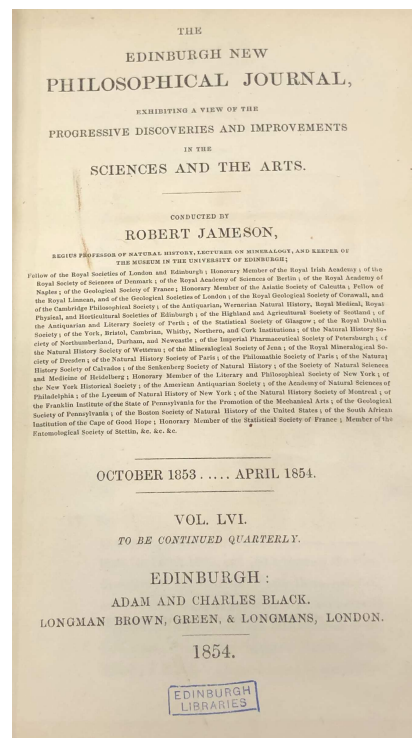 THE
EDINBURGH NEW
PHILOSOPHICAL JOURNAL,
EXHIBITING A VIEW OF THE
PROGRESSIVE DISCOVERIES AND IMPROVEMENTS
IN THE
SCIENCES AND THE ARTS.
CONDUCTED BY
ROBERT JAMESON,
REGIUS PROFESSOR OF NATURAL HISTORY, LECTURER ON MINERALOGY, AND KEEPER OF
THE MUSEUM IN THE UNIVERSITY OF EDINBURGH;
Fellow of the Royal Societies of London and Edinburgh; Honorary Member of the Royal Irish Academy; of the
Royal Society of Sciences of Denmark; of the Royal Academy of Sciences of Berlin; of the Royal Academy of
Naples; of the Geological Society of France; Honorary Member of the Asiatic Society of Calcutta; Fellow of
the Royal Linnean, and of the Geological Societies of London; of the Royal Geological Society of Cornwall, and
of the Cambridge Philosophical Society; of the Antiquarian, Wernerian Natural History, Royal Medical, Royal
Physical, and Horticultural Societies of Edinburgh; of the Highland and Agricultural Society of Scotland; of
the Antiquarian and Literary Society of Perth; of the Statistical Society of Glasgow; of the Royal Dublin
Society; of the York, Bristol, Cambrian, Whitby, Northern, and Cork Institutions; of the Natural History So-
ciety of Northumberland, Durham, and Newcastle; of the Imperial Pharmaceutical Society of Petersburgh; of
the Natural History Society of Wetterau; of the Mineralogical Society of Jena; of the Royal Mineralogical So-
ciety of Dresden; of the Natural History Society of Paris; of the Philomathic Society of Paris; of the Natural
History Society of Calvados; of the Senkenberg Society of Natural History; of the Society of Natural Sciences
and Medicine of Heidelberg; Honorary Member of the Literary and Philosophical Society of New York; of
the New York Historical Society; of the American Antiquarian Society; of the Academy of Natural Sciences of
Philadelphia; of the Lyceum of Natural History of New York; of the Natural History Society of Montreal; of
the Franklin Institute of the State of Pennsylvania for the Promotion of the Mechanical Arts; of the Geological
Society of Pennsylvania; of the Boston Society of Natural History of the United States; of the South African
Institution of the Cape of Good Hope; Honorary Member of the Statistical Society of France; Member of the
Entomological Society of Stettin, &c. &c. &c.
OCTOBER 1853 ..... APRIL 1854.
VOL. LVI.
TO BE CONTINUED QUARTERLY.
EDINBURGH:
ADAM AND CHARLES BLACK.
LONGMAN BROWN, GREEN, & LONGMANS, LONDON.
1854.
EDINBURGH
LIBRARIES